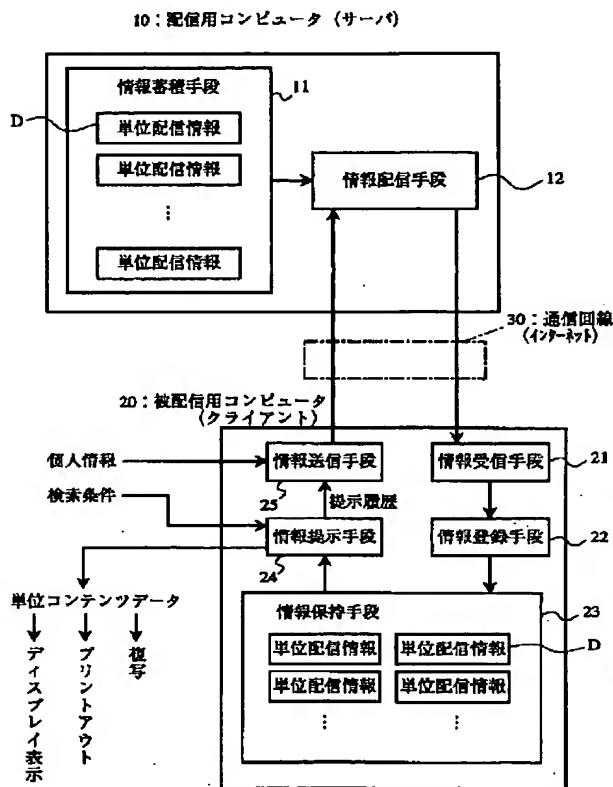 10：配信用コンピュータ（サーバ）
情報蓄積手段
11
D
単位配信情報
単位配信情報
⋮
単位配信情報
情報配信手段
12
30：通信回線
（インターネット）
20：被配信用コンピュータ
（クライアント）
個人情報
情報送信手段
25
情報受信手段
21
検索条件
提示履歴
情報提示手段
24
情報登録手段
22
単位コンテンツデータ
情報保持手段
23
単位配信情報
単位配信情報
D
単位配信情報
単位配信情報
⋮
⋮
ディスプレイ表示
プリントアウト
複写